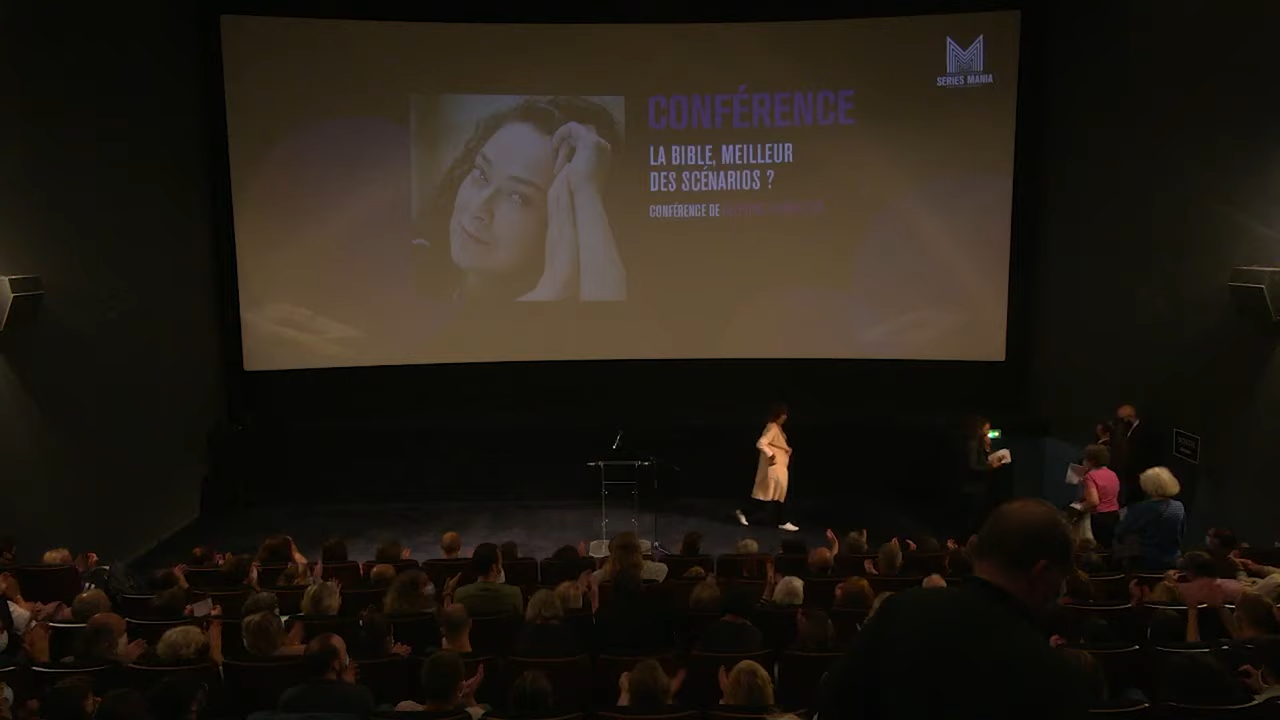 SERIES MANIA
CONFÉRENCE
LA BIBLE, MEILLEUR
DES SCÉNARIOS ?
CONFÉRENCE DE